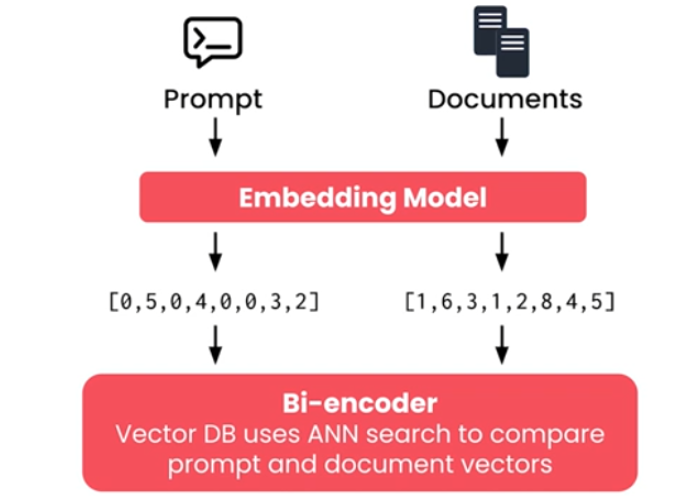 Prompt
Documents
Embedding Model
[0,5,0,4,0,0,3,2]
[1,6,3,1,2,8,4,5]
Bi-encoder
Vector DB uses ANN search to compare
prompt and document vectors